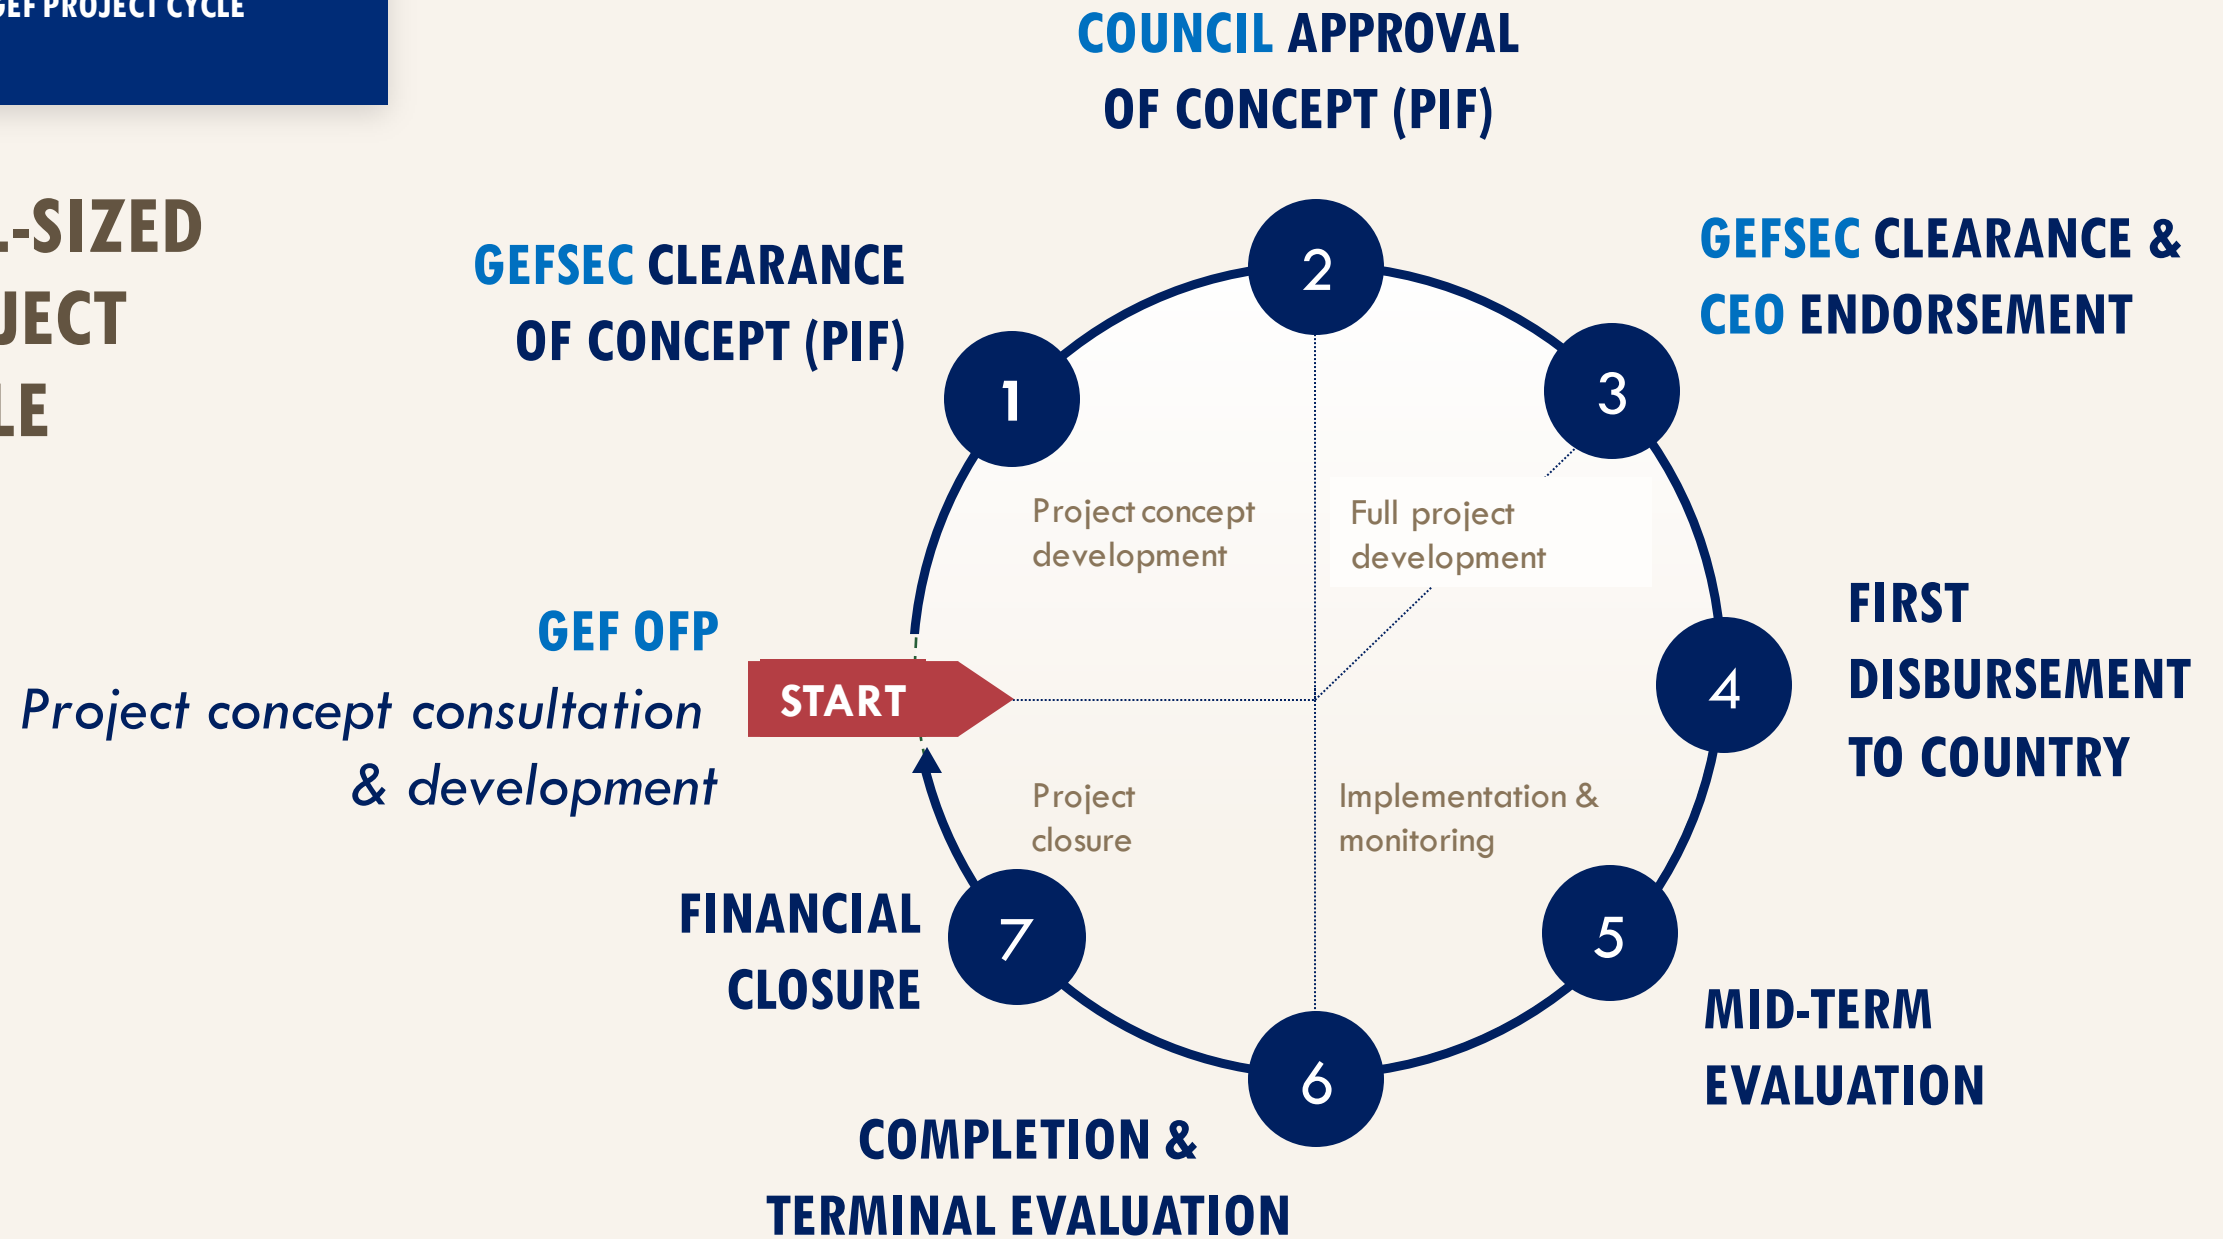 GEF PROJECT CYCLE
L-SIZED
JECT
LE
COUNCIL APPROVAL
OF CONCEPT (PIF)
GEFSEC CLEARANCE
OF CONCEPT (PIF)
GEFSEC CLEARANCE &
CEO ENDORSEMENT
1
2
3
Project concept
development
Full project
development
GEF OFP
Project concept consultation
& development
START
4
FIRST
DISBURSEMENT
TO COUNTRY
Project
closure
Implementation &
monitoring
FINANCIAL
CLOSURE
7
5
MID-TERM
EVALUATION
6
COMPLETION &
TERMINAL EVALUATION